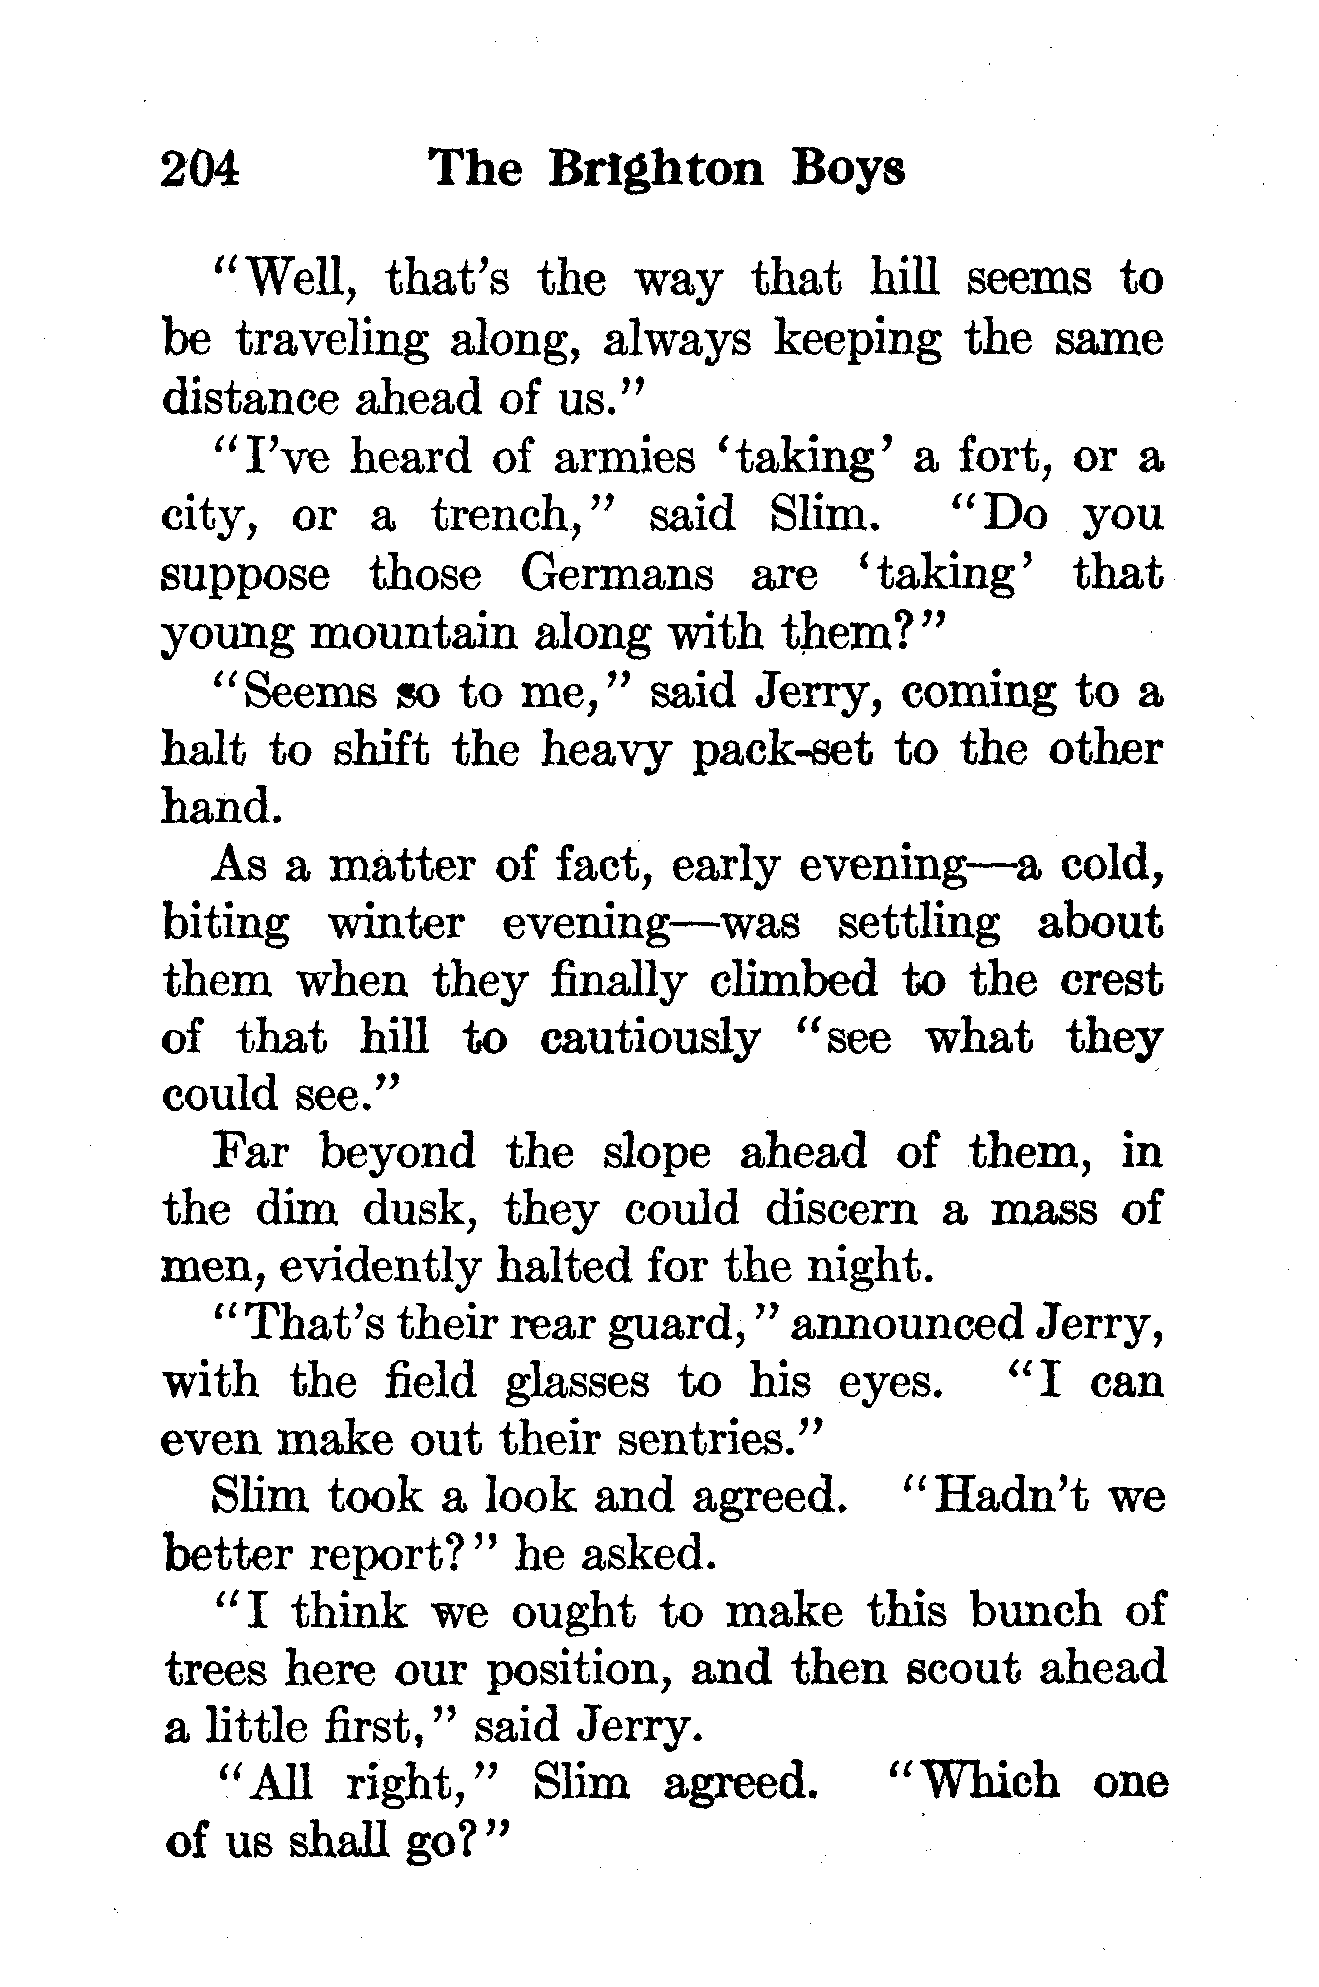 204 The Brighton Boys
“Well, that’s the way that hill seems to
be traveling along, always keeping the same
distance ahead of us.”
“I’ve heard of armies ‘taking’ a fort, or a
city, or a trench,” said Slim. “Do you
suppose those Germans are ‘taking’ that
young mountain along with them?”
“Seems so to me,” said Jerry, coming to a
halt to shift the heavy pack-set to the other
hand.
As a matter of fact, early evening—a cold,
biting winter evening—was settling about
them when they finally climbed to the crest
of that hill to cautiously “see what they
could see.”
Far beyond the slope ahead of them, in
the dim dusk, they could discern a mass of
men, evidently halted for the night.
“That’s their rear guard,” announced Jerry,
with the field glasses to his eyes. “I can
even make out their sentries.”
Slim took a look and agreed. “Hadn’t we
better report?” he asked.
“I think we ought to make this bunch of
trees here our position, and then scout ahead
a little first,” said Jerry.
“All right,” Slim agreed. “Which one
of us shall go?”